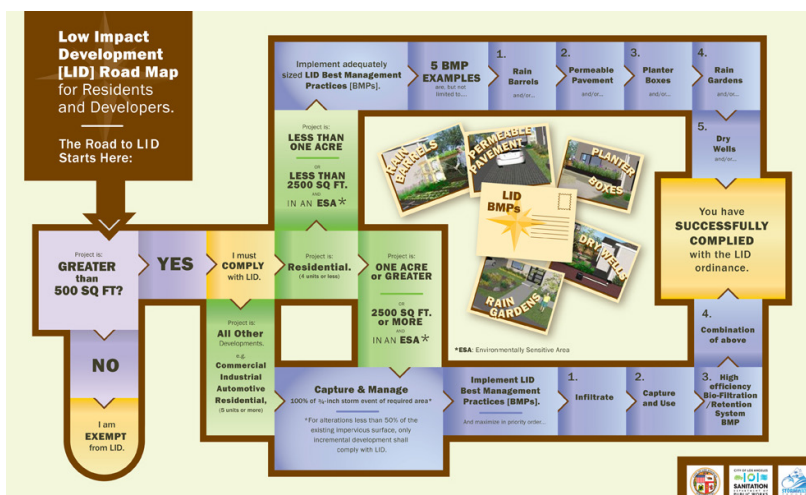 Low Impact
Development
[LID] Road Map
for Residents
and Developers.
The Road to LID
Starts Here:
Project is:
GREATER
than
500 SQ FT?
YES
NO
I am
EXEMPT
from LID.
I must
COMPLY
with LID.
Project is:
Residential.
(4 units or less)
Project is:
LESS THAN
ONE ACRE
OR
LESS THAN
2500 SQ FT.
AND
IN AN ESA*
Implement adequately
sized LID Best Management
Practices [BMPs].
5 BMP
EXAMPLES
are, but not
limited to....
1.
Rain
Barrels
and/or...
2.
Permeable
Pavement
and/or...
3.
Planter
Boxes
and/or...
4.
Rain
Gardens
and/or...
5.
Dry
Wells
and/or...
You have
SUCCESSFULLY
COMPLIED
with the LID
ordinance.
Project is:
ONE ACRE
OR GREATER
OR
2500 SQ FT.
OR MORE
AND
IN AN ESA*
Project is:
All Other
Developments.
e.g.
Commercial
Industrial
Automotive
Residential,
(5 units or more)
Capture & Manage
100% of ¾-inch storm event of required area*
*For alterations less than 50% of the
existing impervious surface, only
incremental development shall
comply with LID.
Implement LID
Best Management
Practices [BMPs].
And maximize in priority order...
1.
Infiltrate
2.
Capture
and Use
3. High
efficiency
Bio-Filtration
/Retention
System
BMP
4.
Combination
of above
RAIN
BARRELS
PERMEABLE
PAVEMENT
PLANTER
BOXES
LID
BMPs
DRY WELLS
RAIN
GARDENS
*ESA: Environmentally Sensitive Area
CITY OF LOS ANGELES
SANITATION
DEPARTMENT OF
PUBLIC WORKS